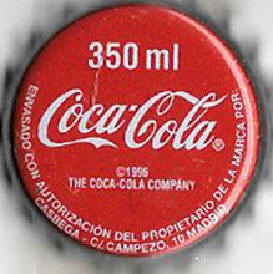 350 ml
Coca-Cola®
©1996
THE COCA-COLA COMPANY
ENVASADO CON AUTORIZACIÓN DEL PROPIETARIO DE LA MARCA POR:
CASBEGA - C/ CAMPEZO, 10 MADRID